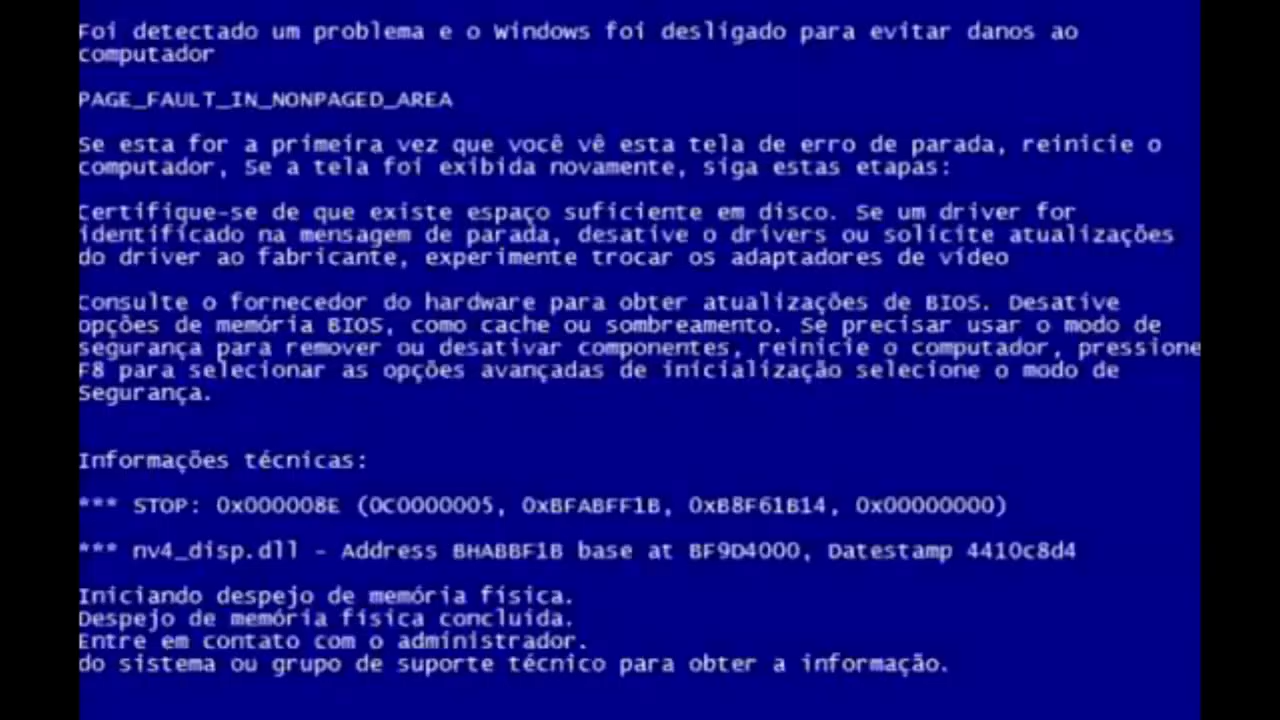 Foi detectado um problema e o Windows foi desligado para evitar danos ao
computador
PAGE_FAULT_IN_NONPAGED_AREA
Se esta for a primeira vez que você vê esta tela de erro de parada, reinicie o
computador, Se a tela foi exibida novamente, siga estas etapas:
Certifique-se de que existe espaço suficiente em disco. Se um driver for
identificado na mensagem de parada, desative o drivers ou solicite atualizações
do driver ao fabricante, experimente trocar os adaptadores de vídeo
Consulte o fornecedor do hardware para obter atualizações de BIOS. Desative
opções de memória BIOS, como cache ou sombreamento. Se precisar usar o modo de
segurança para remover ou desativar componentes, reinicie o computador, pressione
F8 para selecionar as opções avançadas de inicialização selecione o modo de
Segurança.
Informações técnicas:
*** STOP: 0x000008E (0C0000005, 0xBFABFF1B, 0xB8F61B14, 0x00000000)
*** nv4_disp.dll - Address BHABBF1B base at BF9D4000, Datestamp 4410c8d4
Iniciando despejo de memória física.
Despejo de memória física concluída.
Entre em contato com o administrador.
do sistema ou grupo de suporte técnico para obter a informação.